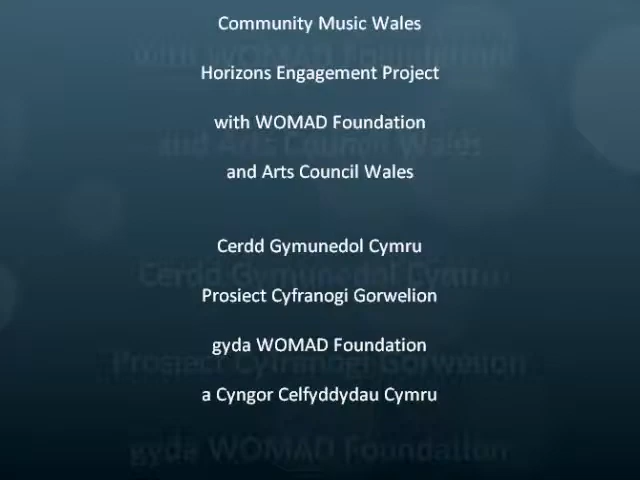 Community Music Wales
Horizons Engagement Project
with WOMAD Foundation
and Arts Council Wales
Cerdd Gymunedol Cymru
Prosiect Cyfranogi Gorwelion
gyda WOMAD Foundation
a Cyngor Celfyddydau Cymru